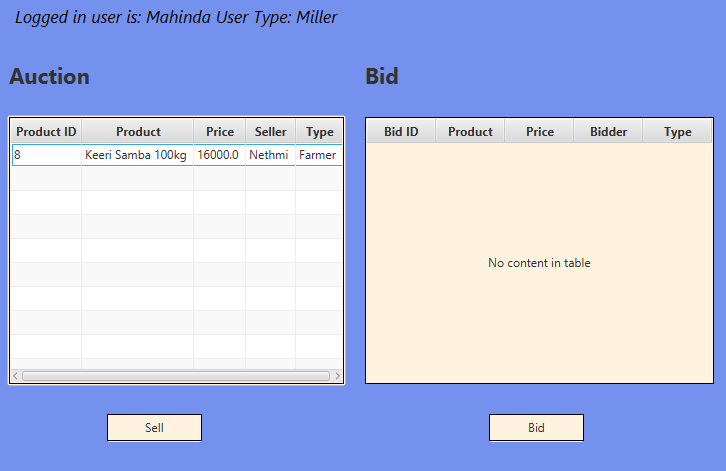 Logged in user is: Mahinda User Type: Miller
Auction
Bid
Product ID Product Price Seller Type
8 Keeri Samba 100kg 16000.0 Nethmi Farmer
Bid ID Product Price Bidder Type
No content in table
Sell
Bid